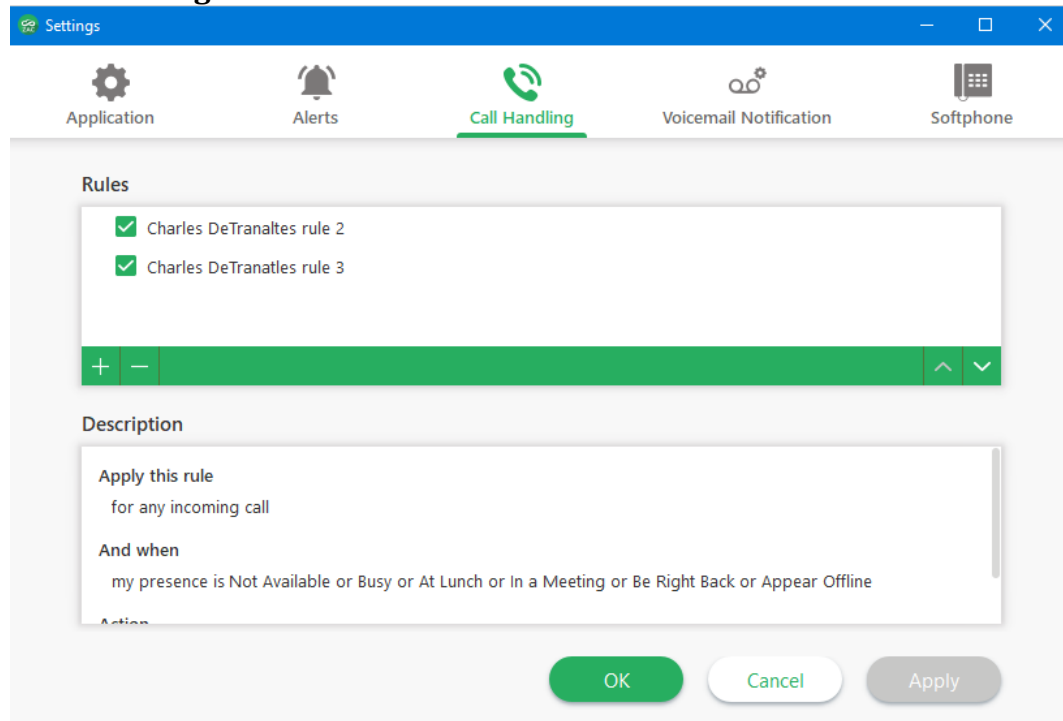 ZAC Settings
Application Alerts Call Handling Voicemail Notification Softphone
Rules
Charles DeTranaltes rule 2
Charles DeTranatles rule 3
Description
Apply this rule
for any incoming call
And when
my presence is Not Available or Busy or At Lunch or In a Meeting or Be Right Back or Appear Offline
Action
OK Cancel Apply